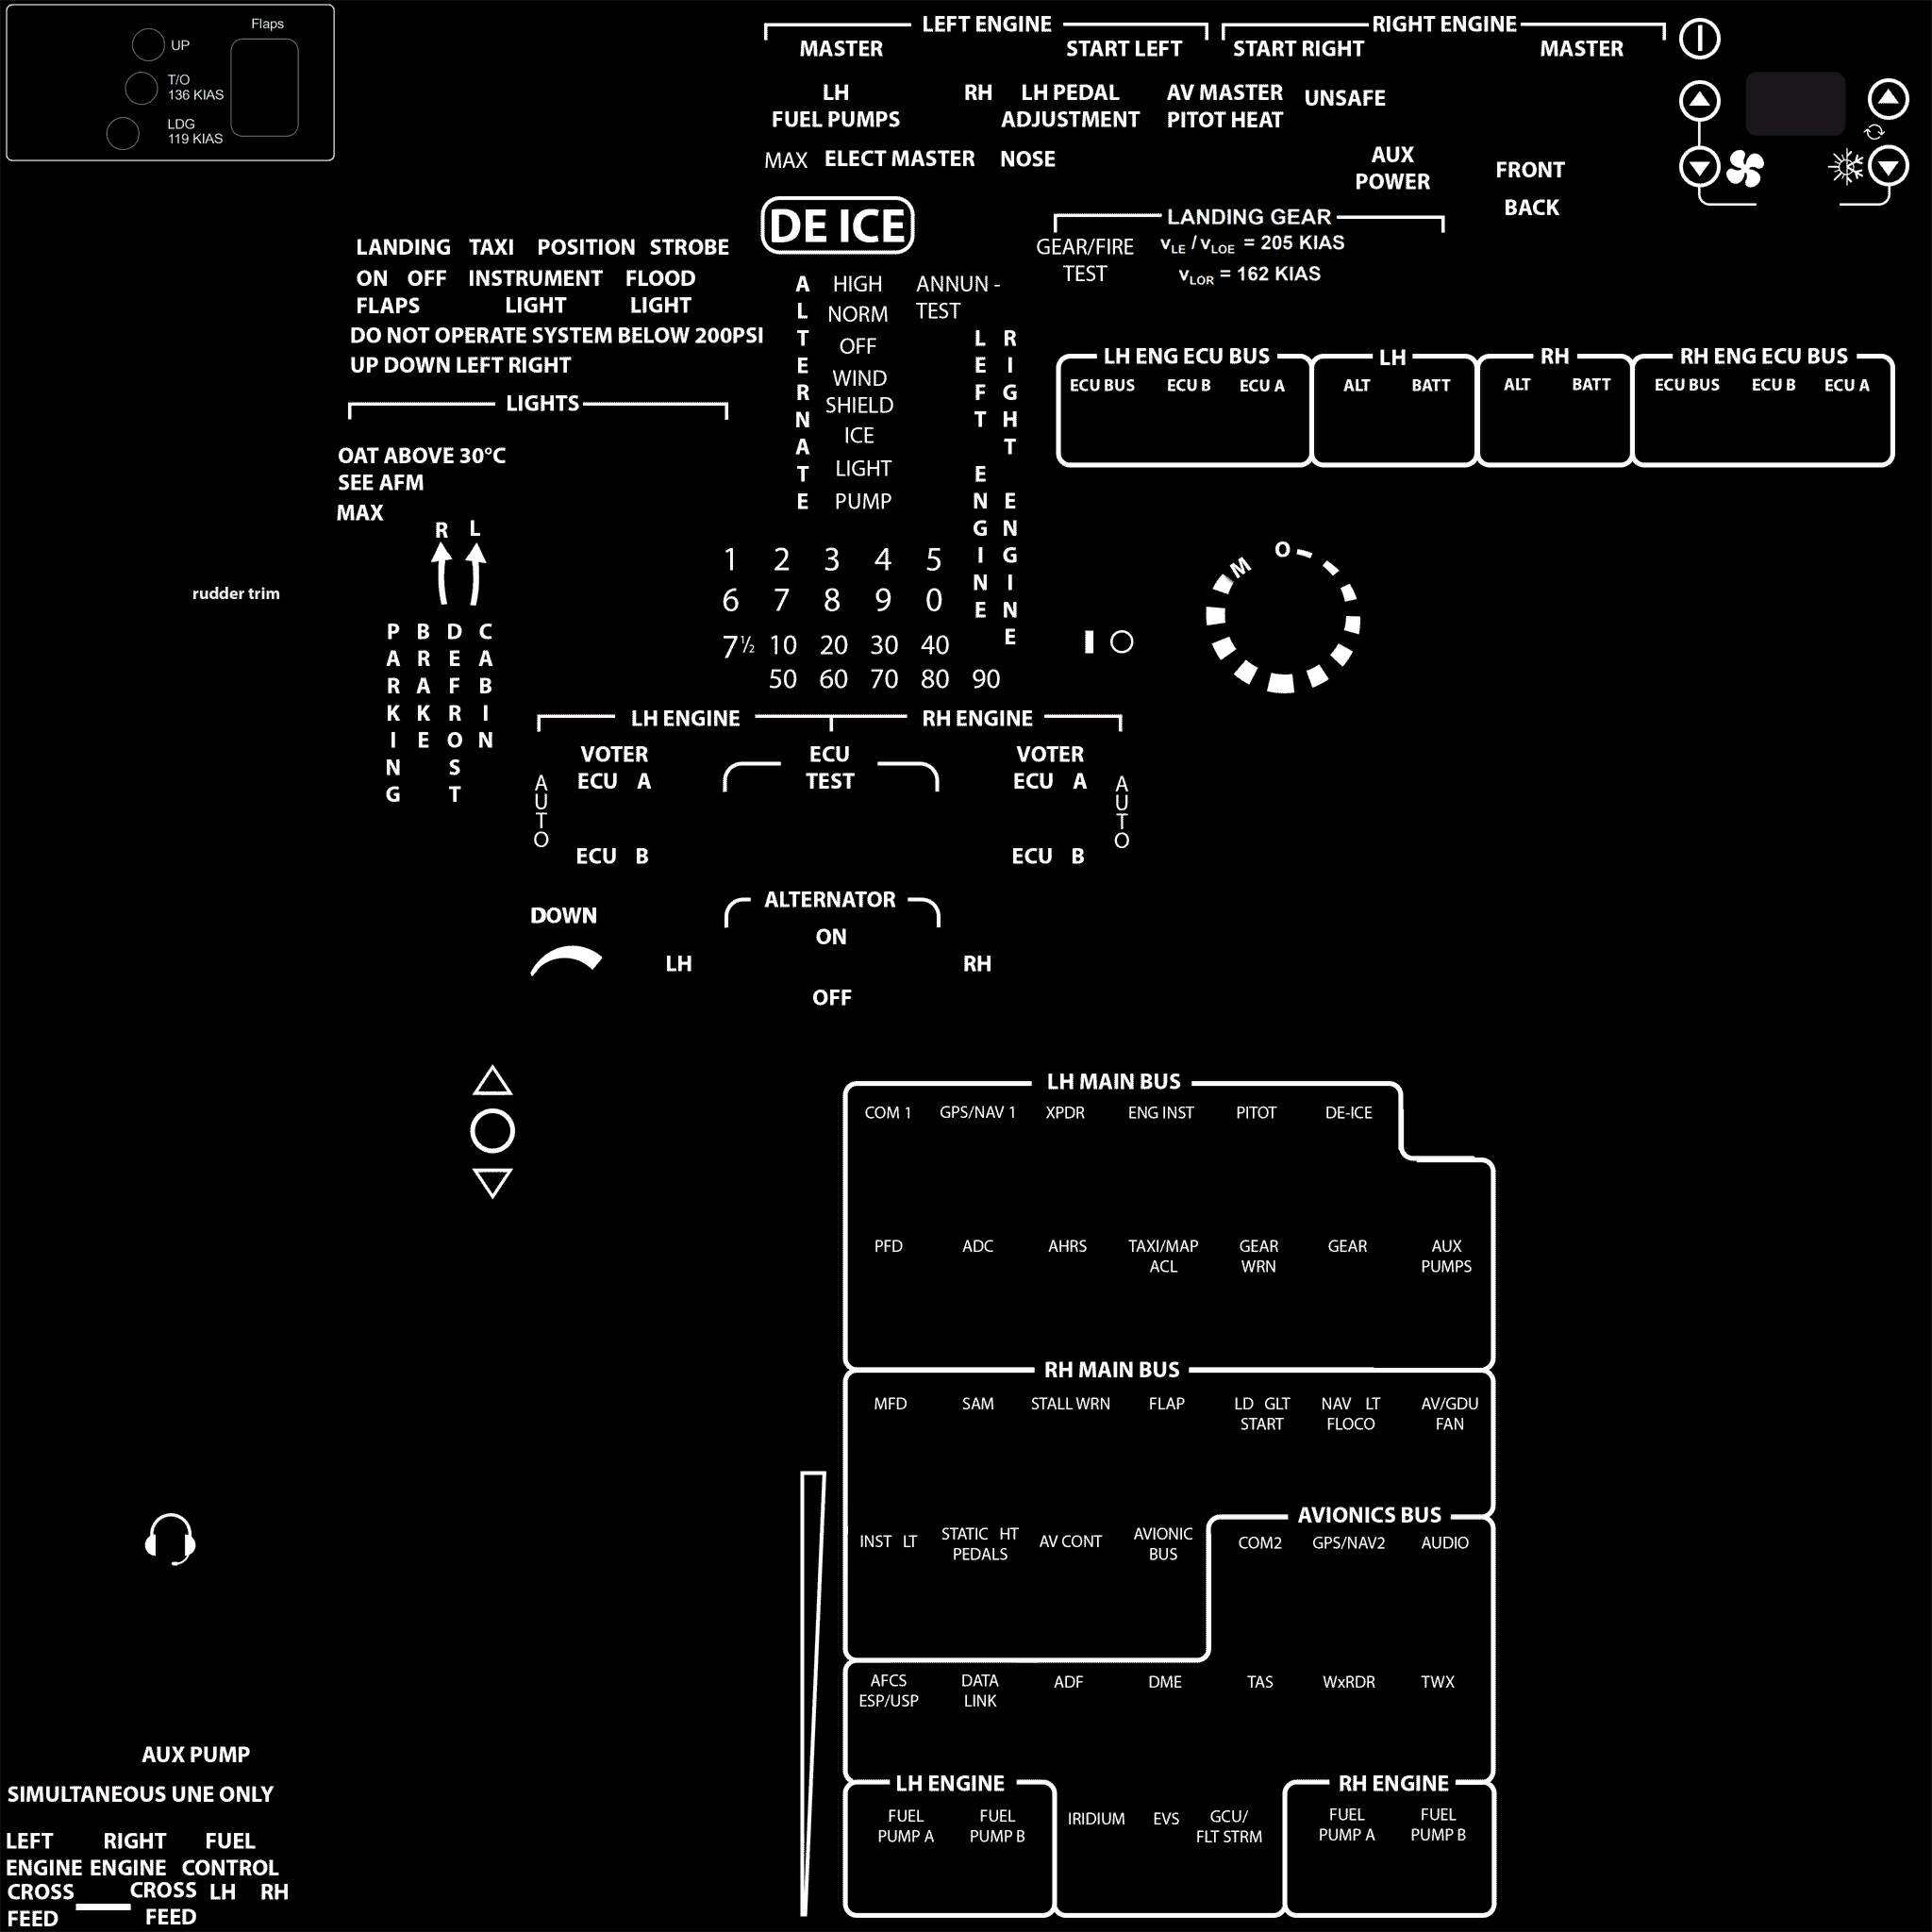 Flaps
UP
T/O
136 KIAS
LDG
119 KIAS
LEFT ENGINE
RIGHT ENGINE
MASTER START LEFT START RIGHT MASTER
LH RH LH PEDAL AV MASTER UNSAFE
FUEL PUMPS ADJUSTMENT PITOT HEAT
MAX ELECT MASTER NOSE
AUX
POWER
FRONT
BACK
DE ICE
LANDING GEAR
GEAR/FIRE
TEST
VLE / VLOE = 205 KIAS
VLOR = 162 KIAS
LANDING TAXI POSITION STROBE
ON OFF INSTRUMENT FLOOD
FLAPS LIGHT LIGHT
DO NOT OPERATE SYSTEM BELOW 200PSI
UP DOWN LEFT RIGHT
LIGHTS
OAT ABOVE 30°C
SEE AFM
MAX
R L
ALTERNATE
HIGH
NORM
OFF
WIND
SHIELD
ICE
LIGHT
PUMP
ANNUN -
TEST
LEFT ENGINE
RIGHT ENGINE
LH ENG ECU BUS LH RH RH ENG ECU BUS
ECU BUS ECU B ECU A ALT BATT ALT BATT ECU BUS ECU B ECU A
rudder trim
PARKING
BRAKE
DEFROST
CABIN
1 2 3 4 5
6 7 8 9 0
7½ 10 20 30 40
50 60 70 80 90
M O
LH ENGINE RH ENGINE
VOTER
ECU A
AUTO
ECU B
ECU
TEST
VOTER
ECU A
AUTO
ECU B
DOWN
ALTERNATOR
ON
LH RH
OFF
LH MAIN BUS
COM 1 GPS/NAV 1 XPDR ENG INST PITOT DE-ICE
PFD ADC AHRS TAXI/MAP GEAR GEAR AUX
ACL WRN PUMPS
RH MAIN BUS
MFD SAM STALL WRN FLAP LD GLT NAV LT AV/GDU
START FLOCO FAN
AVIONICS BUS
INST LT STATIC HT AV CONT AVIONIC COM2 GPS/NAV2 AUDIO
PEDALS BUS
AFCS DATA ADF DME TAS WxRDR TWX
ESP/USP LINK
LH ENGINE RH ENGINE
FUEL FUEL IRIDIUM EVS GCU/ FUEL FUEL
PUMP A PUMP B FLT STRM PUMP A PUMP B
AUX PUMP
SIMULTANEOUS UNE ONLY
LEFT RIGHT FUEL
ENGINE ENGINE CONTROL
CROSS CROSS LH RH
FEED FEED